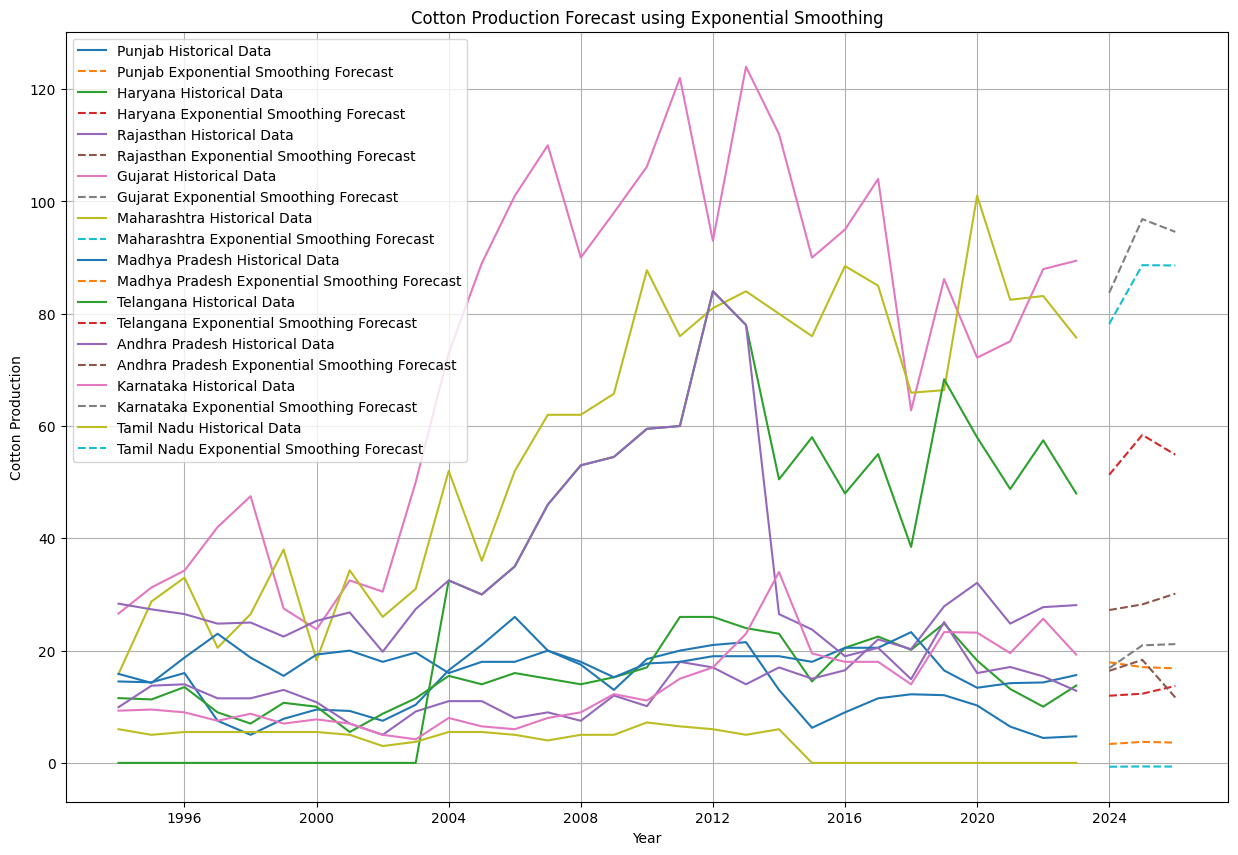 Cotton Production Forecast using Exponential Smoothing
Punjab Historical Data
Punjab Exponential Smoothing Forecast
Haryana Historical Data
Haryana Exponential Smoothing Forecast
Rajasthan Historical Data
Rajasthan Exponential Smoothing Forecast
Gujarat Historical Data
Gujarat Exponential Smoothing Forecast
Maharashtra Historical Data
Maharashtra Exponential Smoothing Forecast
Madhya Pradesh Historical Data
Madhya Pradesh Exponential Smoothing Forecast
Telangana Historical Data
Telangana Exponential Smoothing Forecast
Andhra Pradesh Historical Data
Andhra Pradesh Exponential Smoothing Forecast
Karnataka Historical Data
Karnataka Exponential Smoothing Forecast
Tamil Nadu Historical Data
Tamil Nadu Exponential Smoothing Forecast
Cotton Production
120
100
80
60
40
20
0
1996 2000 2004 2008 2012 2016 2020 2024
Year